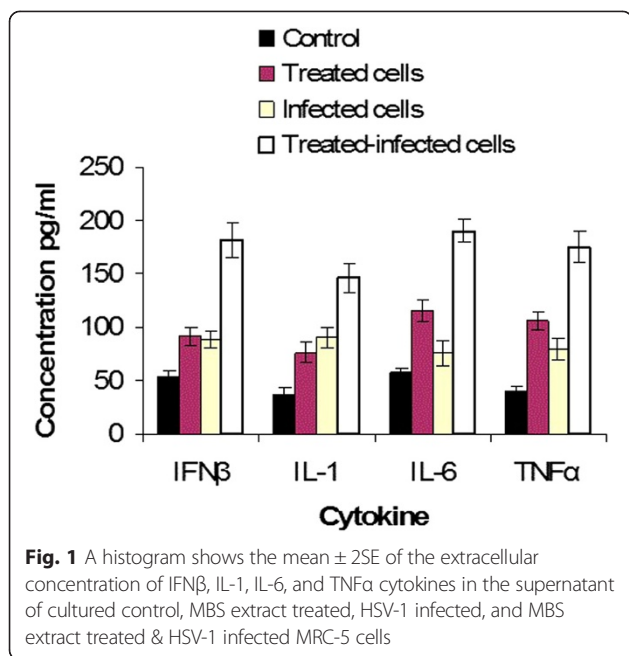 Control
Treated cells
Infected cells
Treated-infected cells
250
200
150
100
50
0
Concentration pg/ml
IFNβ IL-1 IL-6 TNFα
Cytokine
Fig. 1 A histogram shows the mean ± 2SE of the extracellular
concentration of IFNβ, IL-1, IL-6, and TNFα cytokines in the supernatant
of cultured control, MBS extract treated, HSV-1 infected, and MBS
extract treated & HSV-1 infected MRC-5 cells